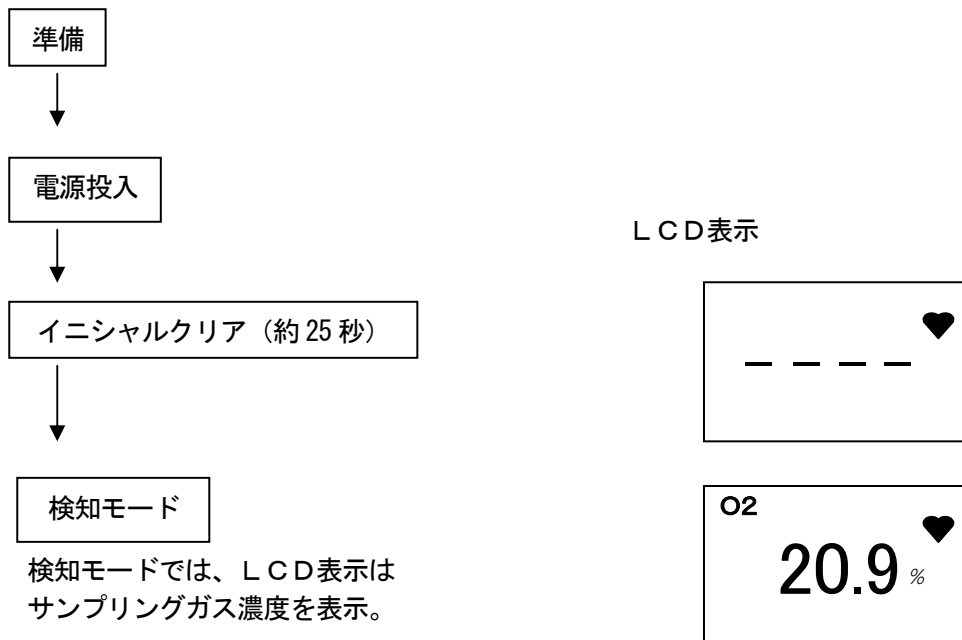 準備
電源投入
イニシャルクリア（約25秒）
検知モード
検知モードでは、ＬＣＤ表示は
サンプリングガス濃度を表示。
ＬＣＤ表示
－ － － －
O2
20.9 %